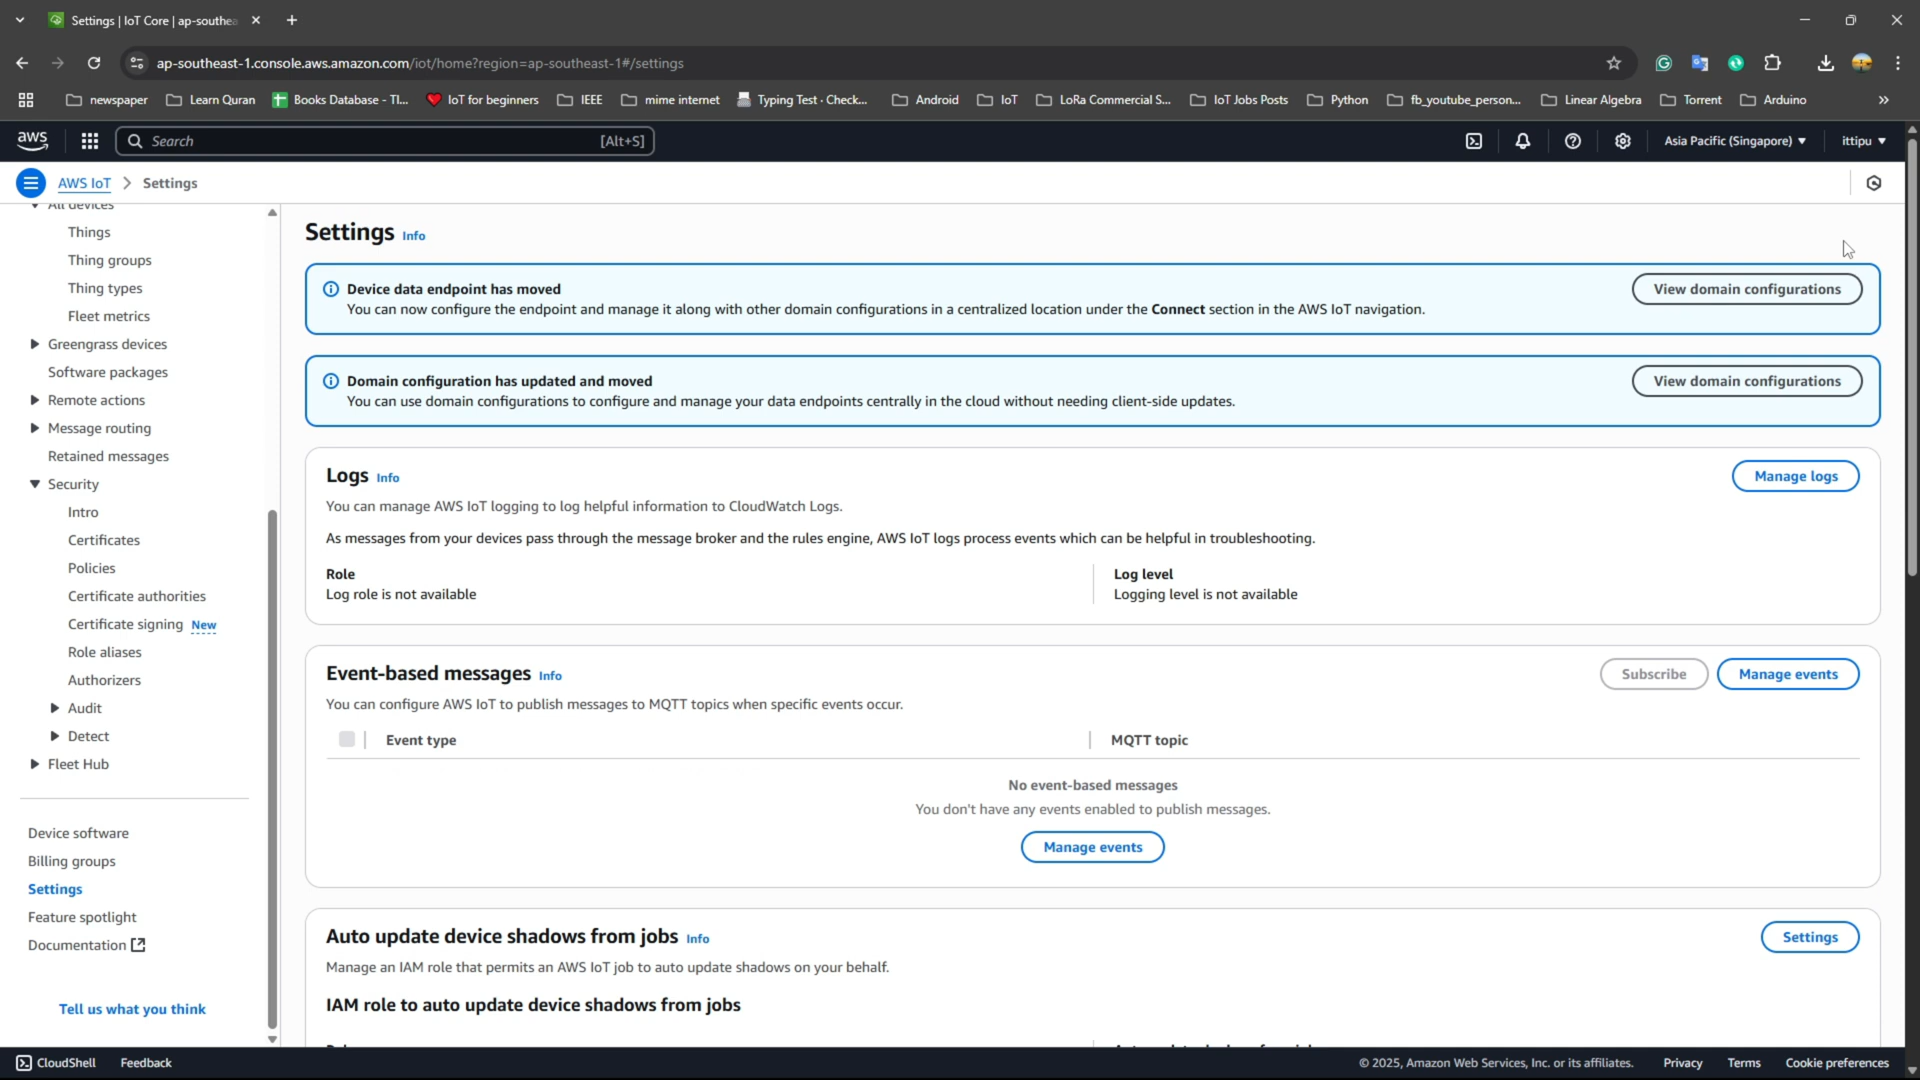 Settings | IoT Core | ap-southea
ap-southeast-1.console.aws.amazon.com/iot/home?region=ap-southeast-1#/settings
newspaper
Learn Quran
Books Database - TI...
IoT for beginners
IEEE
mime internet
Typing Test · Check...
Android
IoT
LoRa Commercial S...
IoT Jobs Posts
Python
fb_youtube_person...
Linear Algebra
Torrent
Arduino
»
aws
Search
[Alt+S]
Asia Pacific (Singapore)
ittipu
AWS IoT > Settings
All devices
Things
Thing groups
Thing types
Fleet metrics
Greengrass devices
Software packages
Remote actions
Message routing
Retained messages
Security
Intro
Certificates
Policies
Certificate authorities
Certificate signing New
Role aliases
Authorizers
Audit
Detect
Fleet Hub
Device software
Billing groups
Settings
Feature spotlight
Documentation
Tell us what you think
Settings Info
Device data endpoint has moved
You can now configure the endpoint and manage it along with other domain configurations in a centralized location under the Connect section in the AWS IoT navigation.
View domain configurations
Domain configuration has updated and moved
You can use domain configurations to configure and manage your data endpoints centrally in the cloud without needing client-side updates.
View domain configurations
Logs Info
Manage logs
You can manage AWS IoT logging to log helpful information to CloudWatch Logs.
As messages from your devices pass through the message broker and the rules engine, AWS IoT logs process events which can be helpful in troubleshooting.
Role
Log role is not available
Log level
Logging level is not available
Event-based messages Info
Subscribe
Manage events
You can configure AWS IoT to publish messages to MQTT topics when specific events occur.
Event type
MQTT topic
No event-based messages
You don't have any events enabled to publish messages.
Manage events
Auto update device shadows from jobs Info
Settings
Manage an IAM role that permits an AWS IoT job to auto update shadows on your behalf.
IAM role to auto update device shadows from jobs
CloudShell
Feedback
© 2025, Amazon Web Services, Inc. or its affiliates.
Privacy
Terms
Cookie preferences